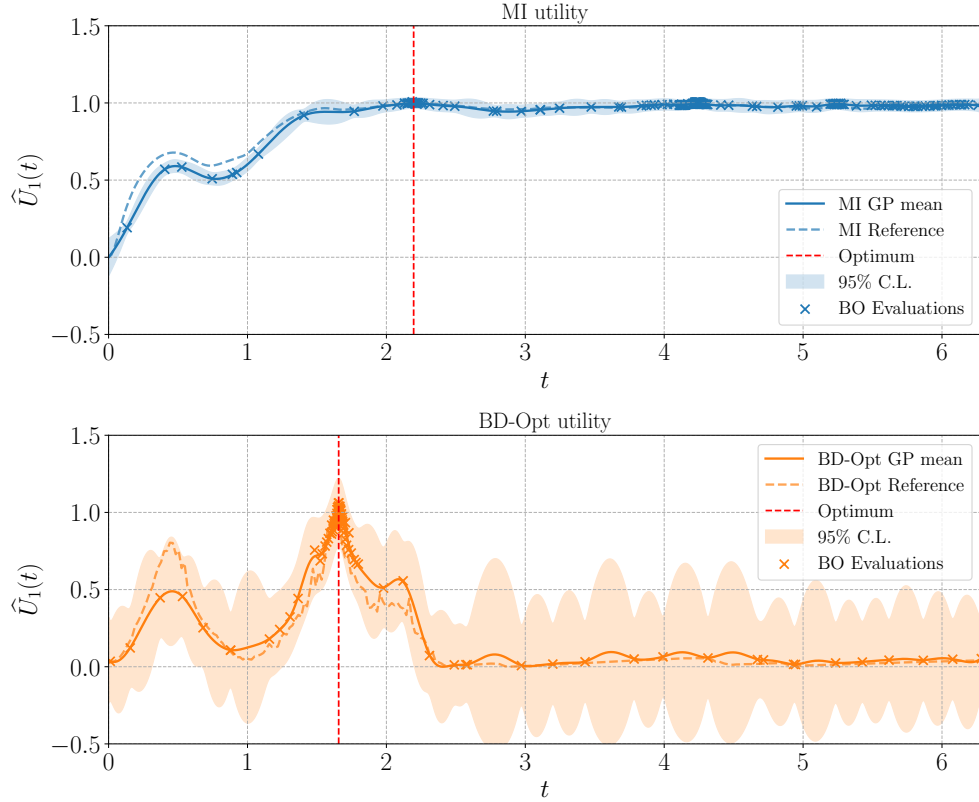 MI utility
1.5
1.0
0.5
0.0
−0.5
Û₁(t)
0 1 2 3 4 5 6
t
MI GP mean
MI Reference
Optimum
95% C.L.
BO Evaluations
BD-Opt utility
1.5
1.0
0.5
0.0
−0.5
Û₁(t)
0 1 2 3 4 5 6
t
BD-Opt GP mean
BD-Opt Reference
Optimum
95% C.L.
BO Evaluations